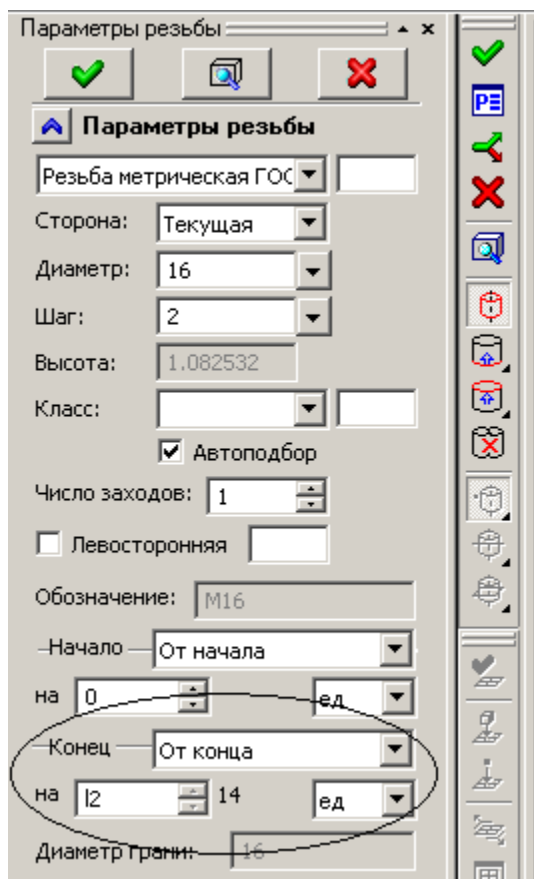 Параметры резьбы
Параметры резьбы
Резьба метрическая ГОС
Сторона: Текущая
Диаметр: 16
Шаг: 2
Высота: 1.082532
Класс:
Автоподбор
Число заходов: 1
Левосторонняя
Обозначение: M16
Начало От начала
на 0 ед
Конец От конца
на l2 14 ед
Диаметр грани: 16